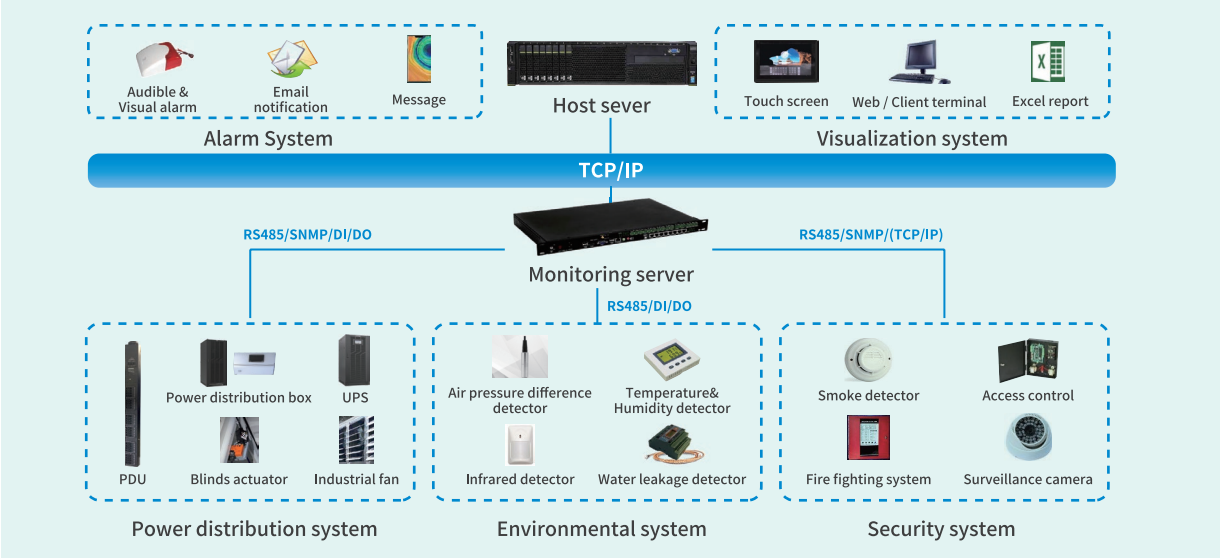 Audible &
Visual alarm
Email
notification
Message
Alarm System
Host sever
Touch screen
Web / Client terminal
Excel report
Visualization system
TCP/IP
RS485/SNMP/DI/DO
RS485/SNMP/(TCP/IP)
Monitoring server
RS485/DI/DO
PDU
Power distribution box
UPS
Blinds actuator
Industrial fan
Power distribution system
Air pressure difference
detector
Temperature&
Humidity detector
Infrared detector
Water leakage detector
Environmental system
Smoke detector
Access control
Fire fighting system
Surveillance camera
Security system